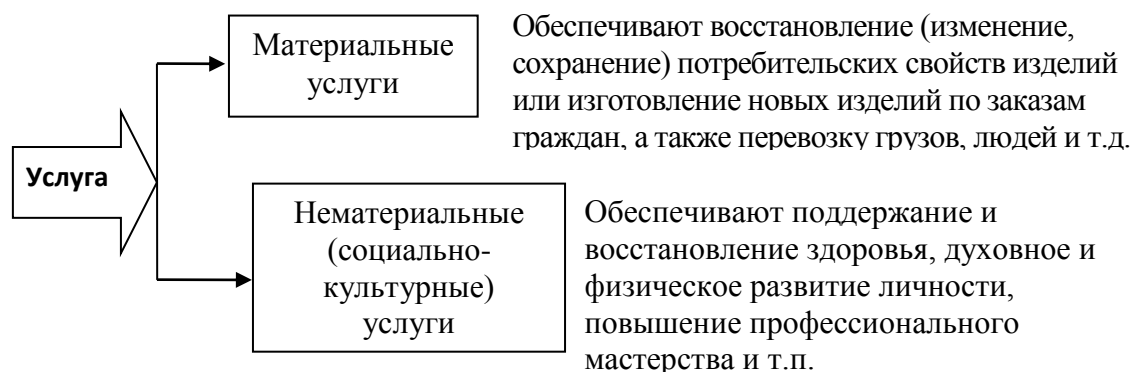 Услуга
Материальные
услуги
Обеспечивают восстановление (изменение,
сохранение) потребительских свойств изделий
или изготовление новых изделий по заказам
граждан, а также перевозку грузов, людей и т.д.
Нематериальные
(социально-
культурные)
услуги
Обеспечивают поддержание и
восстановление здоровья, духовное и
физическое развитие личности,
повышение профессионального
мастерства и т.п.